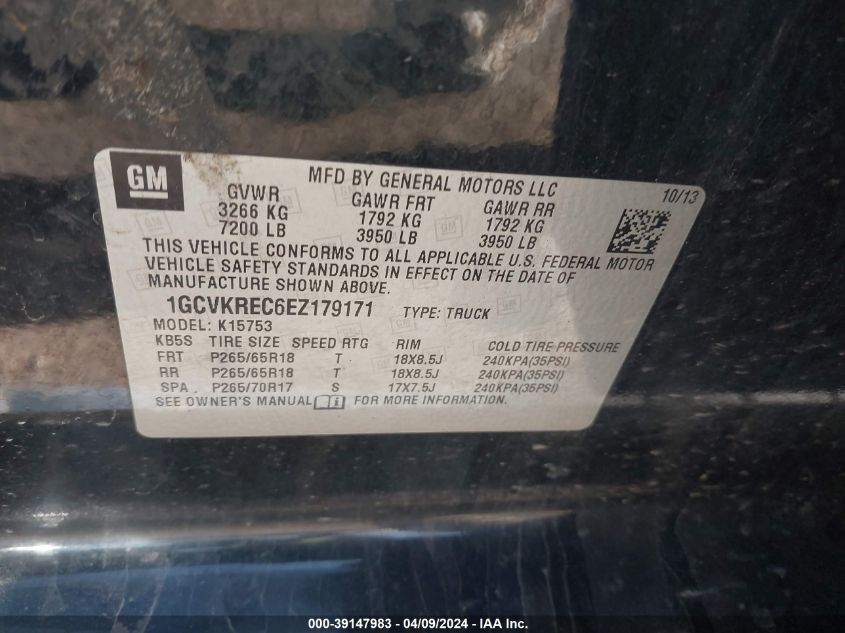 GM
MFD BY GENERAL MOTORS LLC
10/13
GVWR GAWR FRT GAWR RR
3266 KG 1792 KG 1792 KG
7200 LB 3950 LB 3950 LB
THIS VEHICLE CONFORMS TO ALL APPLICABLE U.S. FEDERAL MOTOR
VEHICLE SAFETY STANDARDS IN EFFECT ON THE DATE OF
MANUFACTURE SHOWN ABOVE.
1GCVKREC6EZ179171 TYPE: TRUCK
MODEL: K15753
KB5S TIRE SIZE SPEED RTG RIM COLD TIRE PRESSURE
FRT P265/65R18 T 18X8.5J 240KPA(35PSI)
RR P265/65R18 T 18X8.5J 240KPA(35PSI)
SPA P265/70R17 S 17X7.5J 240KPA(35PSI)
SEE OWNER'S MANUAL FOR MORE INFORMATION.
000-39147983 - 04/09/2024 - IAA Inc.